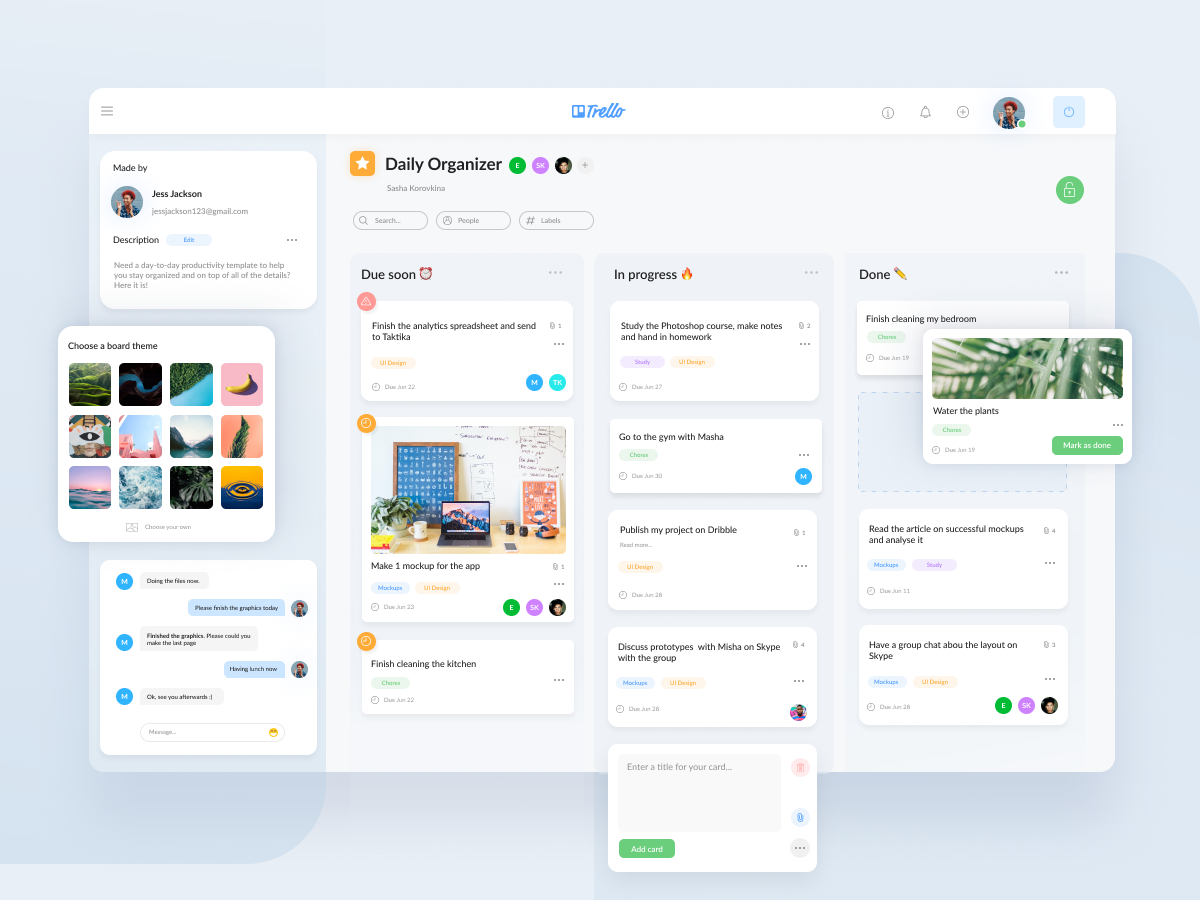 Trello
Made by
Jess Jackson
jessjackson123@gmail.com
Description
Edit
Need a day-to-day productivity template to help
you stay organized and on top of all of the details?
Here it is!
Choose a board theme
Choose your own
M
Doing the files now.
Please finish the graphics today
M
Finished the graphics. Please could you
make the last page
Having lunch now
M
Ok, see you afterwards :)
Message...
Daily Organizer
E
SK
+
Sasha Korovkina
Search...
People
# Labels
Due soon ⏰
Finish the analytics spreadsheet and send
to Taktika
1
UI Design
Due Jun 22
M
TK
Make 1 mockup for the app
1
Mockups
UI Design
Due Jun 23
E
SK
Finish cleaning the kitchen
Chores
Due Jun 22
In progress 🔥
Study the Photoshop course, make notes
and hand in homework
2
Study
UI Design
Due Jun 27
Go to the gym with Masha
Chores
Due Jun 30
M
Publish my project on Dribble
1
Read more...
UI Design
Due Jun 28
Discuss prototypes  with Misha on Skype
with the group
4
Mockups
UI Design
Due Jun 26
Enter a title for your card...
Add card
Done ✏️
Finish cleaning my bedroom
Chores
Due Jun 19
Water the plants
Chores
Due Jun 19
Mark as done
Read the article on successful mockups
and analyse it
4
Mockups
Study
Due Jun 11
Have a group chat abou the layout on
Skype
3
Mockups
UI Design
Due Jun 28
E
SK